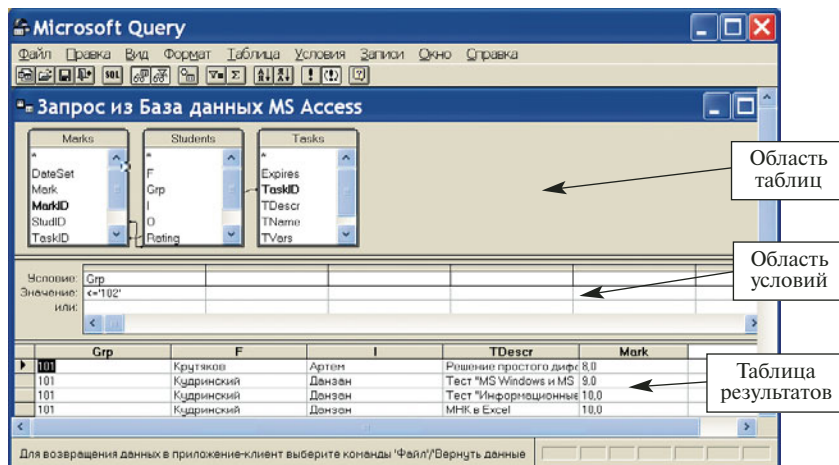 Microsoft Query
Файл Правка Вид Формат Таблица Условия Записи Окно Справка
SQL
Запрос из База данных MS Access
Marks
*
DateSet
Mark
MarkID
StudID
TaskID
Students
*
F
Grp
I
O
Rating
Tasks
*
Expires
TaskID
TDescr
TName
TVars
Область
таблиц
Условие: Grp
Значение: <='102'
или:
Область
условий
Grp F I TDescr Mark
101 Крутяков Артем Решение простого дифе 8,0
101 Кудринский Данзан Тест "MS Windows и MS 9,0
101 Кудринский Данзан Тест "Информационные 10,0
101 Кудринский Данзан МНК в Excel 10,0
Таблица
результатов
Для возвращения данных в приложение-клиент выберите команды 'Файл'/'Вернуть данные